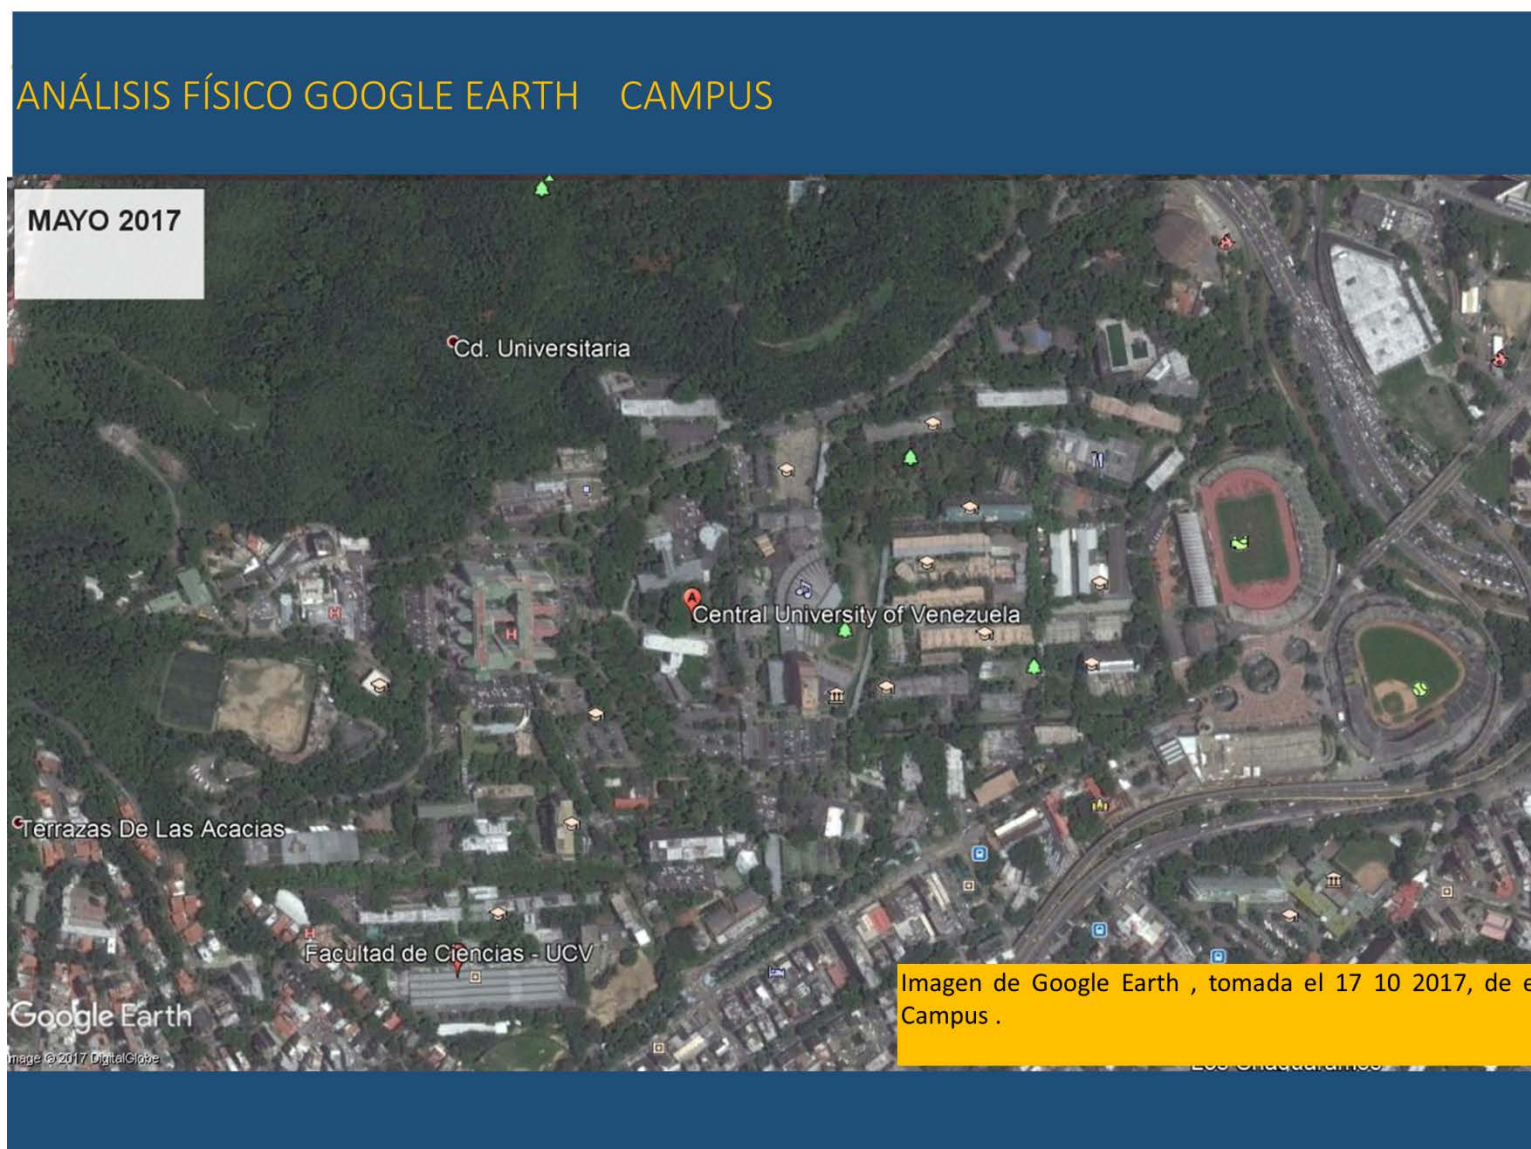 ANÁLISIS FÍSICO GOOGLE EARTH CAMPUS
MAYO 2017
Cd. Universitaria
Central University of Venezuela
Terrazas De Las Acacias
Facultad de Ciencias - UCV
Imagen de Google Earth , tomada el 17 10 2017, de e
Campus .
Google Earth
mage © 2017 DigitalGlobe